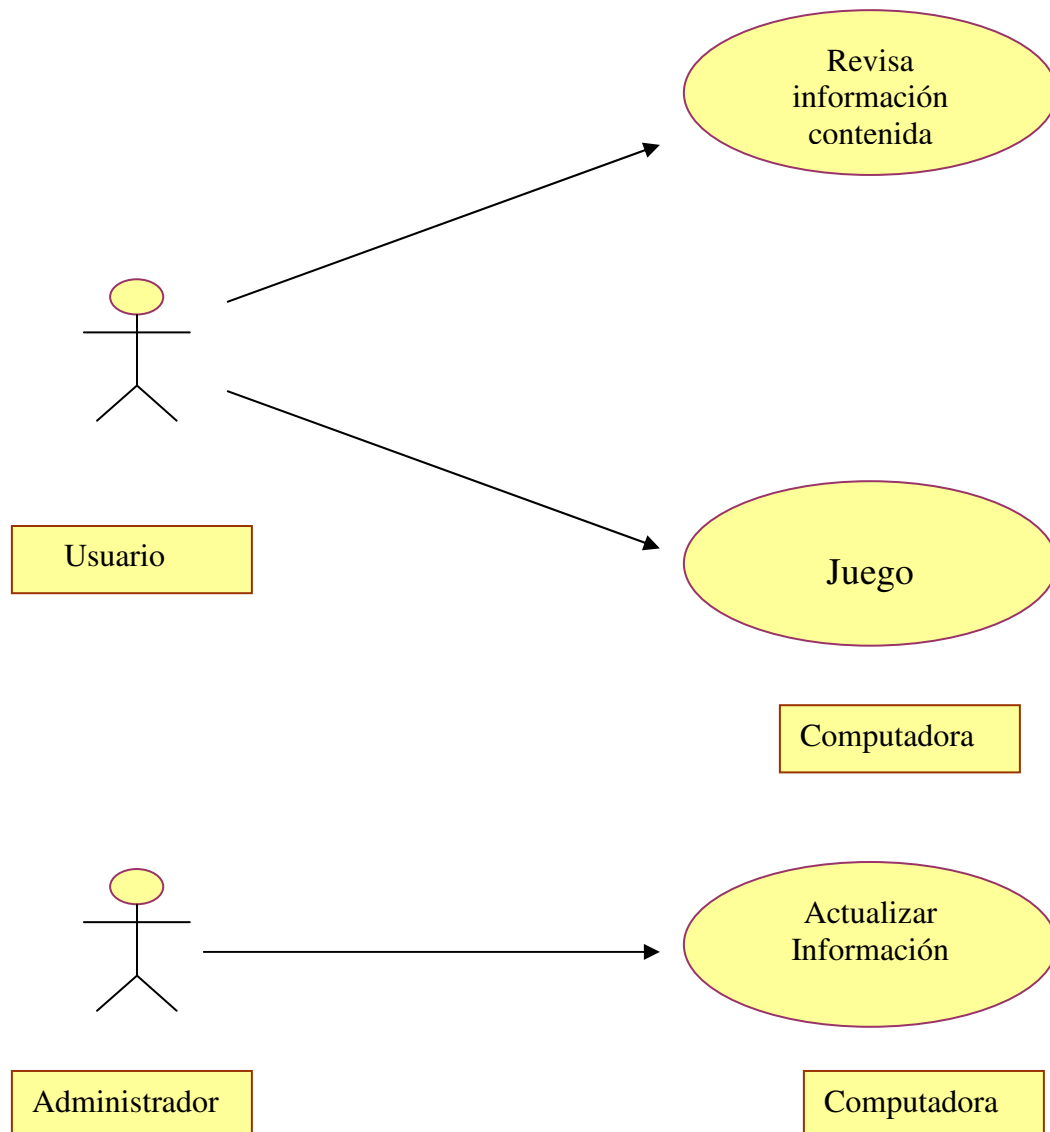 Revisa
información
contenida
Usuario
Juego
Computadora
Actualizar
Información
Administrador
Computadora